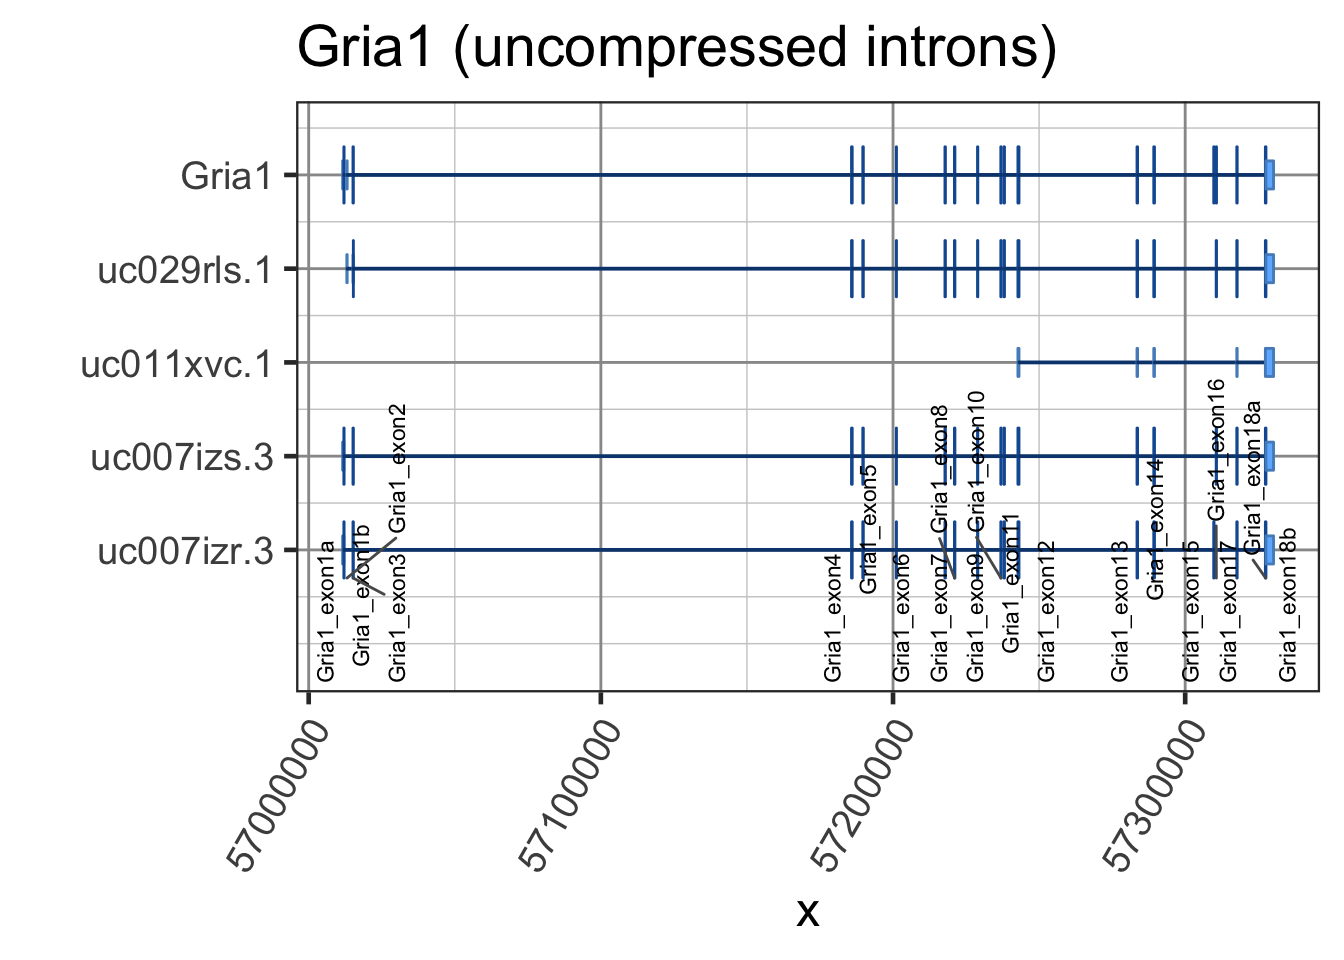 Gria1 (uncompressed introns)
Gria1
uc029rls.1
uc011xvc.1
uc007izs.3
uc007izr.3
Gria1_exon1a
Gria1_exon1b
Gria1_exon2
Gria1_exon3
Gria1_exon4
Gria1_exon5
Gria1_exon6
Gria1_exon7
Gria1_exon8
Gria1_exon9
Gria1_exon10
Gria1_exon11
Gria1_exon12
Gria1_exon13
Gria1_exon14
Gria1_exon15
Gria1_exon16
Gria1_exon17
Gria1_exon18a
Gria1_exon18b
57000000
57100000
57200000
57300000
x